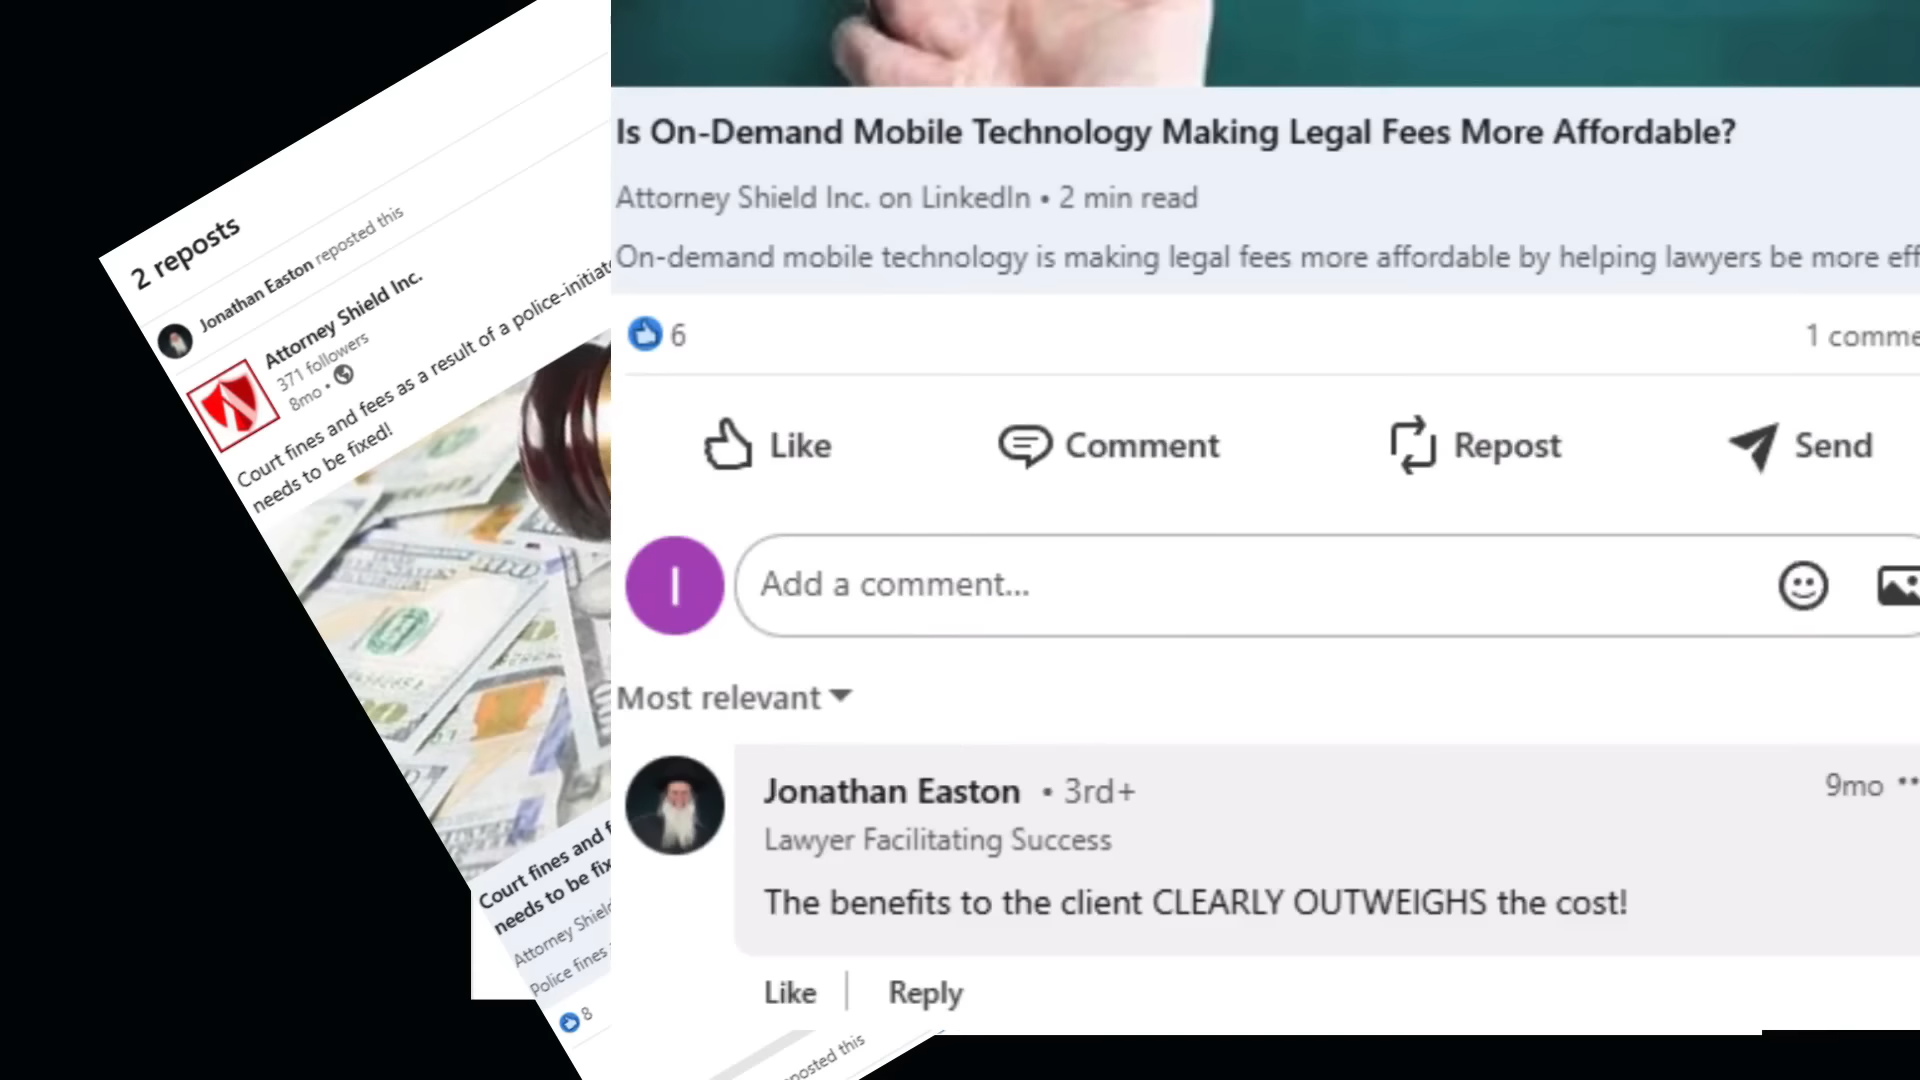 2 reposts
Jonathan Easton reposted this
Attorney Shield Inc.
371 followers
8mo •
Court fines and fees as a result of a police-initiate
needs to be fixed!
Court fines and f
needs to be fix
Attorney Shiel
Police fines
8
posted this
Is On-Demand Mobile Technology Making Legal Fees More Affordable?
Attorney Shield Inc. on LinkedIn • 2 min read
On-demand mobile technology is making legal fees more affordable by helping lawyers be more eff
6
1 comme
Like
Comment
Repost
Send
I
Add a comment...
Most relevant
Jonathan Easton • 3rd+
9mo
Lawyer Facilitating Success
The benefits to the client CLEARLY OUTWEIGHS the cost!
Like
Reply